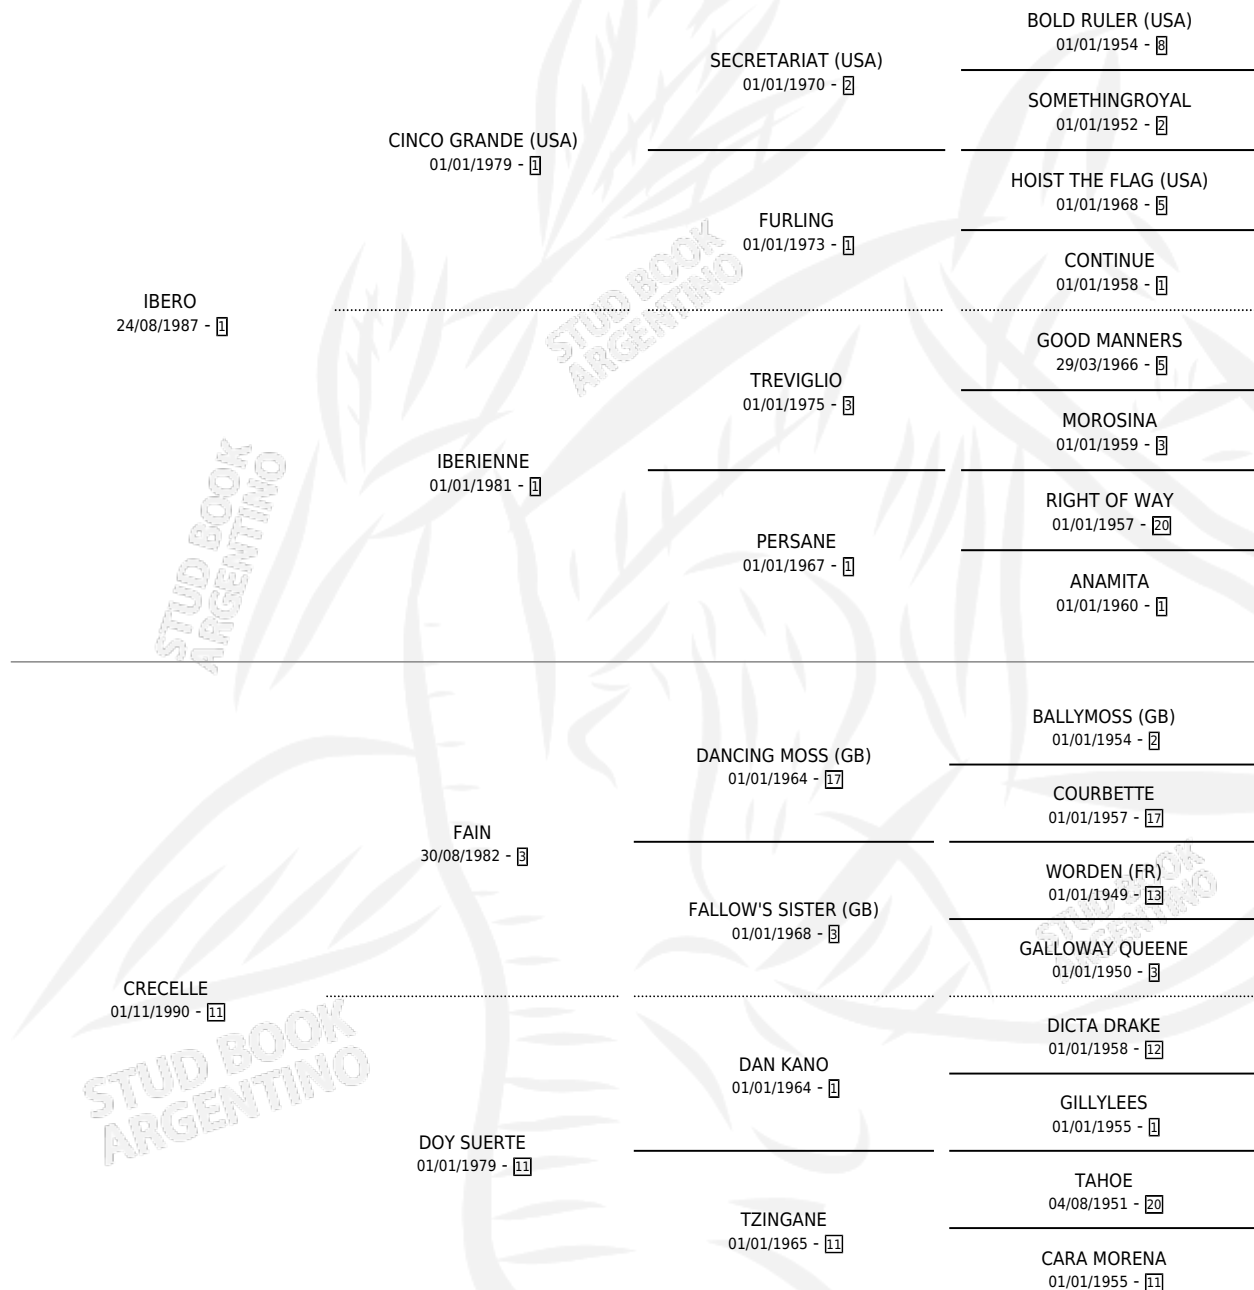 BOLD RULER (USA)
01/01/1954 - 8
SECRETARIAT (USA)
01/01/1970 - 2
SOMETHINGROYAL
01/01/1952 - 2
CINCO GRANDE (USA)
01/01/1979 - 1
HOIST THE FLAG (USA)
01/01/1968 - 5
FURLING
01/01/1973 - 1
CONTINUE
01/01/1958 - 1
IBERO
24/08/1987 - 1
GOOD MANNERS
29/03/1966 - 5
TREVIGLIO
01/01/1975 - 3
MOROSINA
01/01/1959 - 3
IBERIENNE
01/01/1981 - 1
RIGHT OF WAY
01/01/1957 - 20
PERSANE
01/01/1967 - 1
ANAMITA
01/01/1960 - 1
BALLYMOSS (GB)
01/01/1954 - 2
DANCING MOSS (GB)
01/01/1964 - 17
COURBETTE
01/01/1957 - 17
FAIN
30/08/1982 - 3
WORDEN (FR)
01/01/1949 - 13
FALLOW'S SISTER (GB)
01/01/1968 - 3
GALLOWAY QUEENE
01/01/1950 - 3
CRECELLE
01/11/1990 - 11
DICTA DRAKE
01/01/1958 - 12
DAN KANO
01/01/1964 - 1
GILLYLEES
01/01/1955 - 1
DOY SUERTE
01/01/1979 - 11
TAHOE
04/08/1951 - 20
TZINGANE
01/01/1965 - 11
CARA MORENA
01/01/1955 - 11
STUD BOOK
ARGENTINO
STUD BOOK
ARGENTINO
STUD BOOK
ARGENTINO
STUD BOOK
ARGENTINO